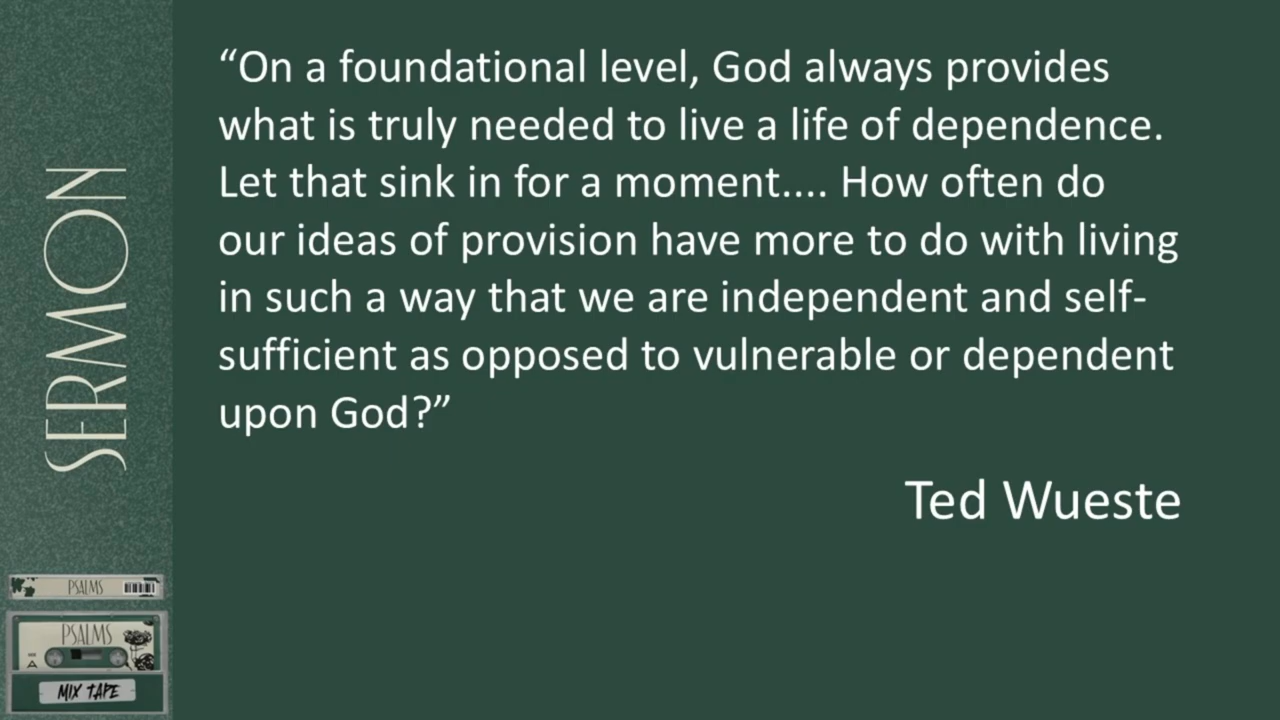 SERMON
“On a foundational level, God always provides
what is truly needed to live a life of dependence.
Let that sink in for a moment.... How often do
our ideas of provision have more to do with living
in such a way that we are independent and self-
sufficient as opposed to vulnerable or dependent
upon God?”
Ted Wueste
PSALMS
PSALMS
A
MIX TAPE